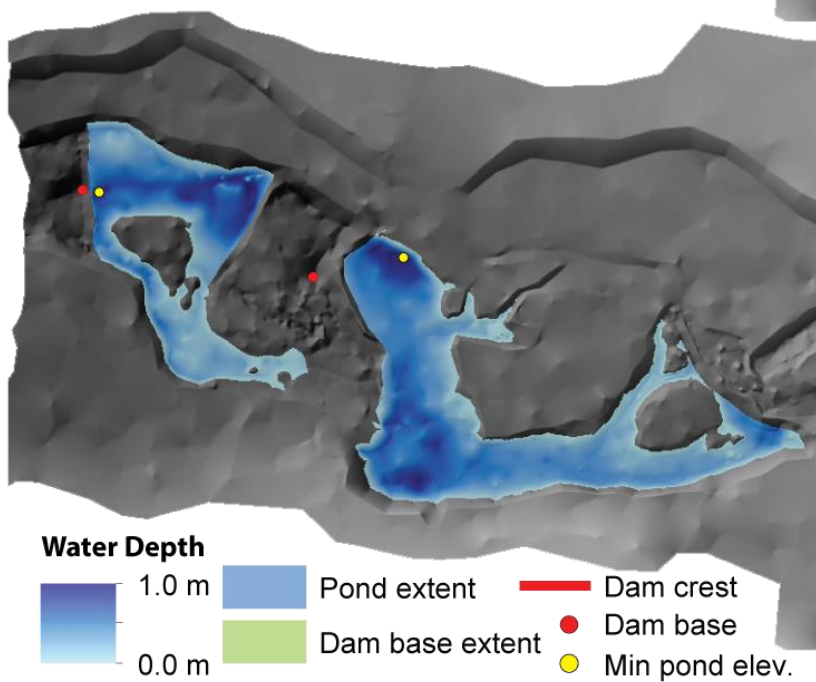 Water Depth
1.0 m
0.0 m
Pond extent
Dam base extent
Dam crest
Dam base
Min pond elev.